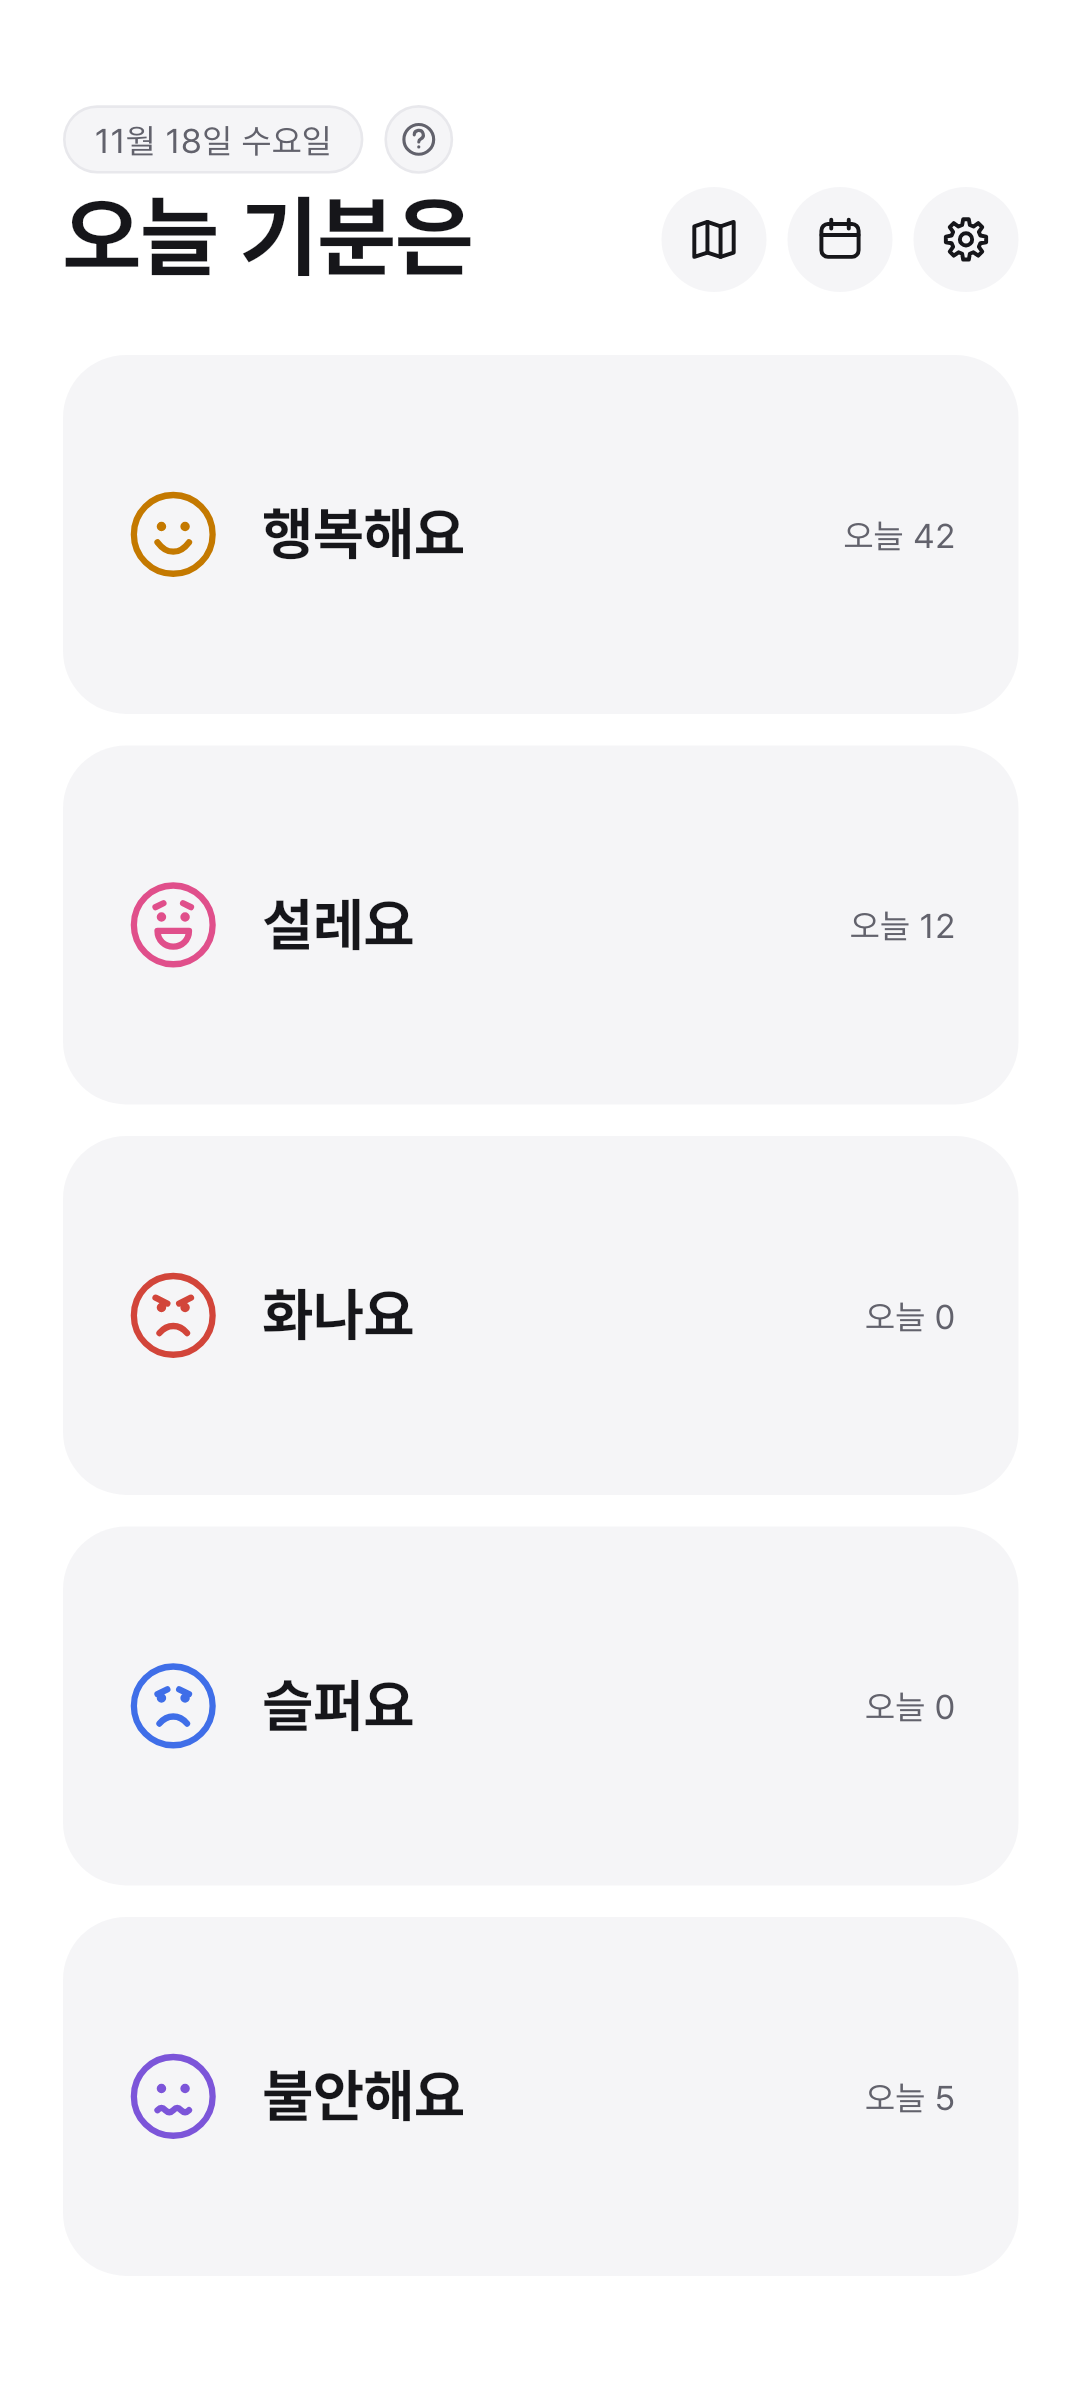 11월 18일 수요일
오늘 기분은
행복해요 오늘 42
설레요 오늘 12
화나요 오늘 0
슬퍼요 오늘 0
불안해요 오늘 5